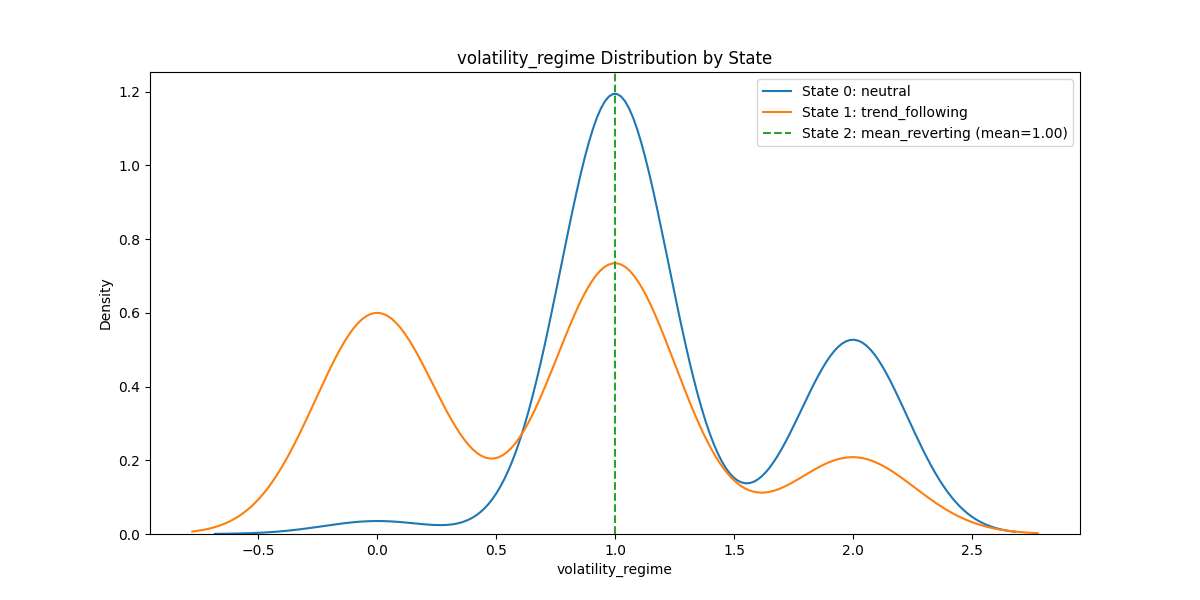 volatility_regime Distribution by State
State 0: neutral
State 1: trend_following
State 2: mean_reverting (mean=1.00)
Density
1.2
1.0
0.8
0.6
0.4
0.2
0.0
−0.5 0.0 0.5 1.0 1.5 2.0 2.5
volatility_regime